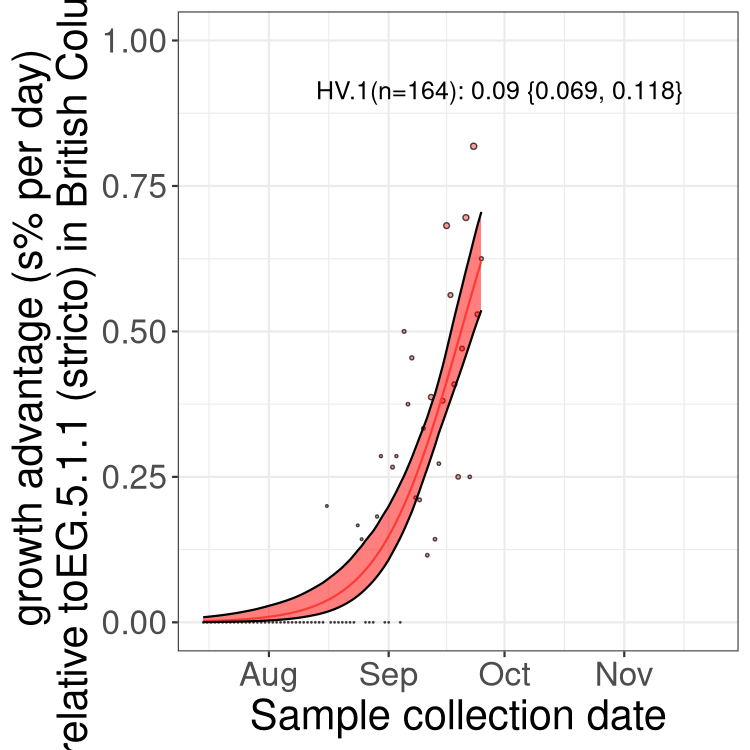 growth advantage (s% per day)
relative toEG.5.1.1 (stricto) in British Colu
1.00
0.75
0.50
0.25
0.00
HV.1(n=164): 0.09 {0.069, 0.118}
Aug Sep Oct Nov
Sample collection date